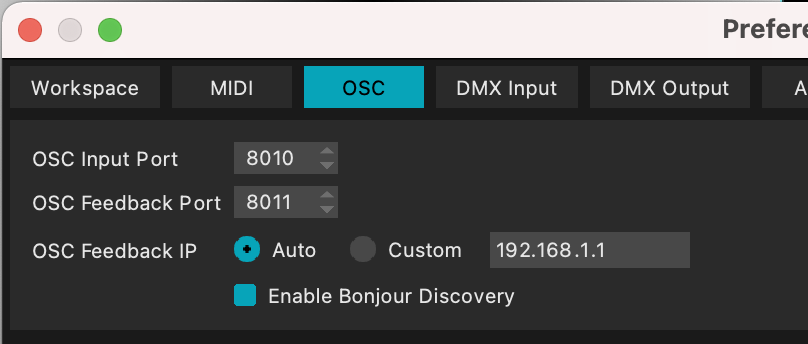 Prefere
Workspace MIDI OSC DMX Input DMX Output A
OSC Input Port 8010
OSC Feedback Port 8011
OSC Feedback IP Auto Custom 192.168.1.1
Enable Bonjour Discovery